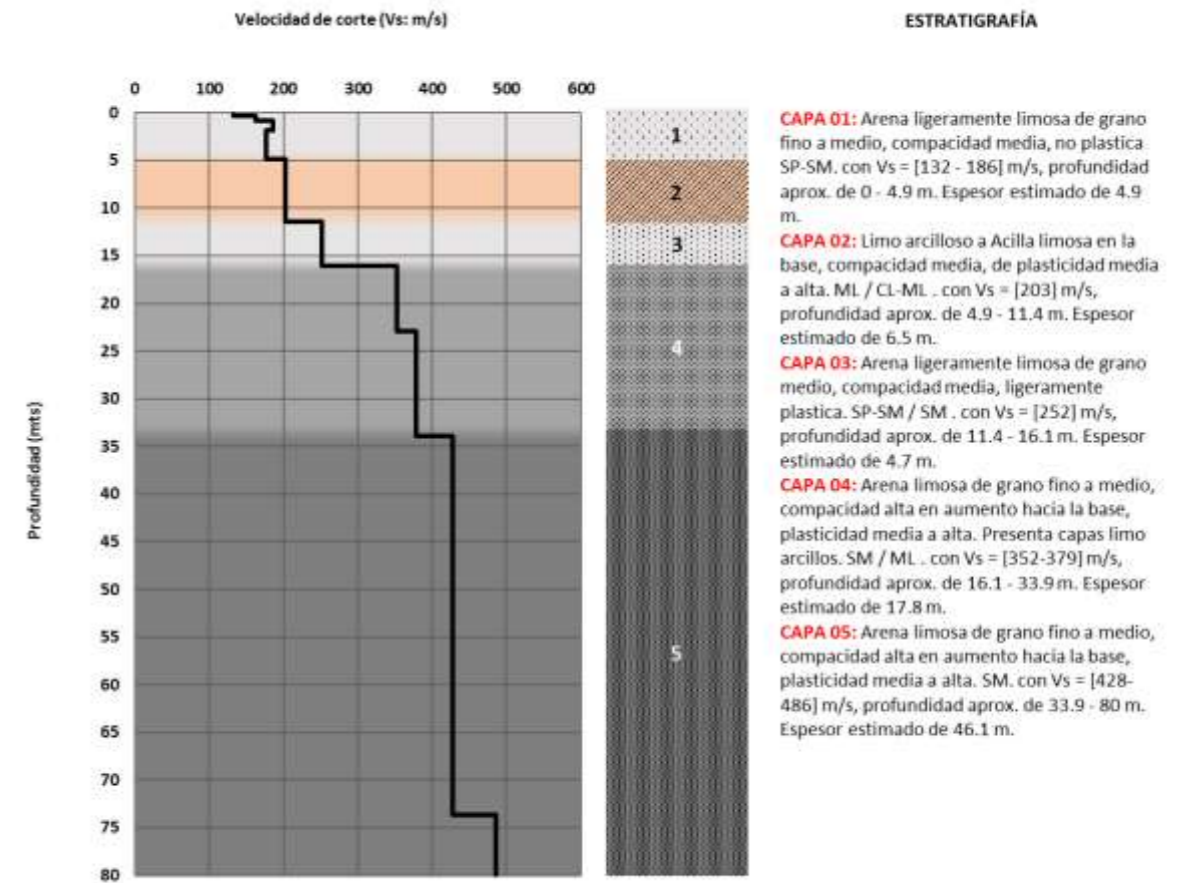 Velocidad de corte (Vs: m/s)
ESTRATIGRAFÍA
0 100 200 300 400 500 600
0
5
10
15
20
25
30
35
40
45
50
55
60
65
70
75
80
Profundidad (mts)
1
2
3
4
5
CAPA 01: Arena ligeramente limosa de grano
fino a medio, compacidad media, no plastica
SP-SM. con Vs = [132 - 186] m/s, profundidad
aprox. de 0 - 4.9 m. Espesor estimado de 4.9
m.
CAPA 02: Limo arcilloso a Acilla limosa en la
base, compacidad media, de plasticidad media
a alta. ML / CL-ML . con Vs = [203] m/s,
profundidad aprox. de 4.9 - 11.4 m. Espesor
estimado de 6.5 m.
CAPA 03: Arena ligeramente limosa de grano
medio, compacidad media, ligeramente
plastica. SP-SM / SM . con Vs = [252] m/s,
profundidad aprox. de 11.4 - 16.1 m. Espesor
estimado de 4.7 m.
CAPA 04: Arena limosa de grano fino a medio,
compacidad alta en aumento hacia la base,
plasticidad media a alta. Presenta capas limo
arcillos. SM / ML . con Vs = [352-379] m/s,
profundidad aprox. de 16.1 - 33.9 m. Espesor
estimado de 17.8 m.
CAPA 05: Arena limosa de grano fino a medio,
compacidad alta en aumento hacia la base,
plasticidad media a alta. SM. con Vs = [428-
486] m/s, profundidad aprox. de 33.9 - 80 m.
Espesor estimado de 46.1 m.